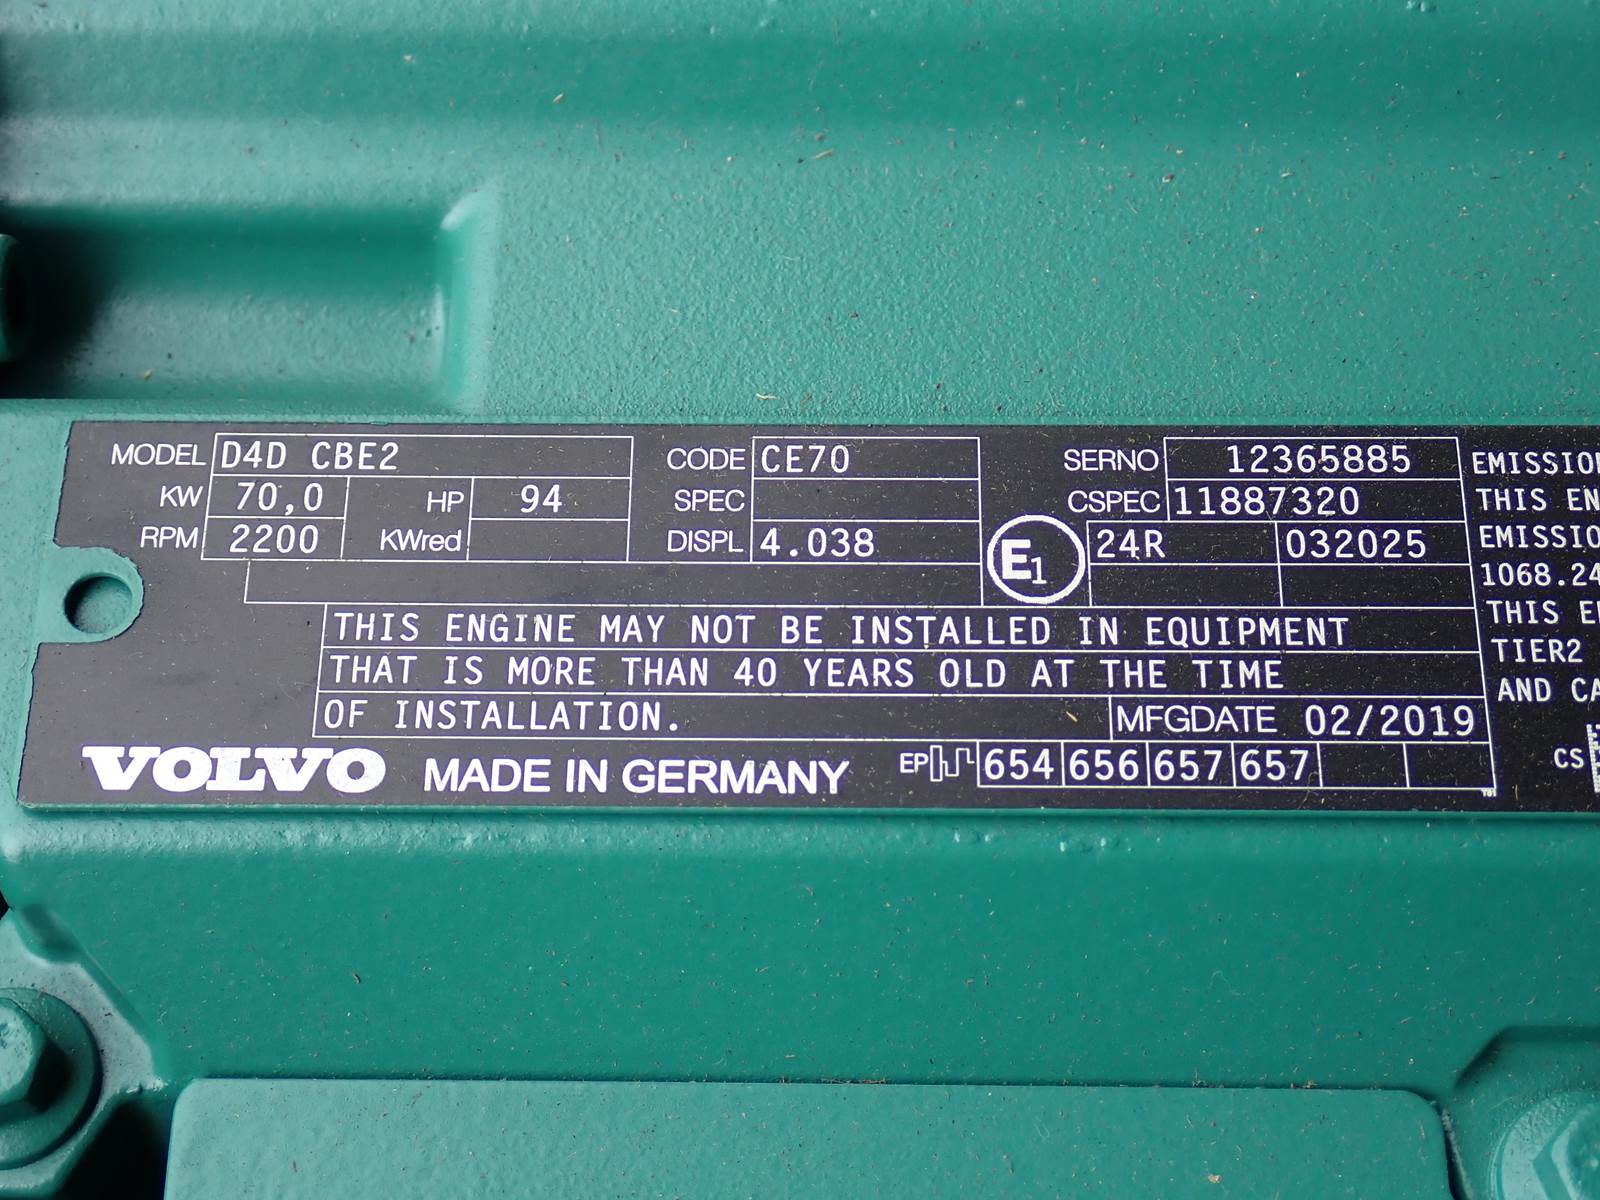 MODEL D4D CBE2 CODE CE70 SERNO 12365885
KW 70,0 HP 94 SPEC CSPEC 11887320
RPM 2200 KWred DISPL 4.038 E1 24R 032025
THIS ENGINE MAY NOT BE INSTALLED IN EQUIPMENT
THAT IS MORE THAN 40 YEARS OLD AT THE TIME
OF INSTALLATION. MFGDATE 02/2019
VOLVO MADE IN GERMANY EP 654 656 657 657
EMISSIO
THIS EN
EMISSIO
1068.24
THIS E
TIER2
AND CA
CS